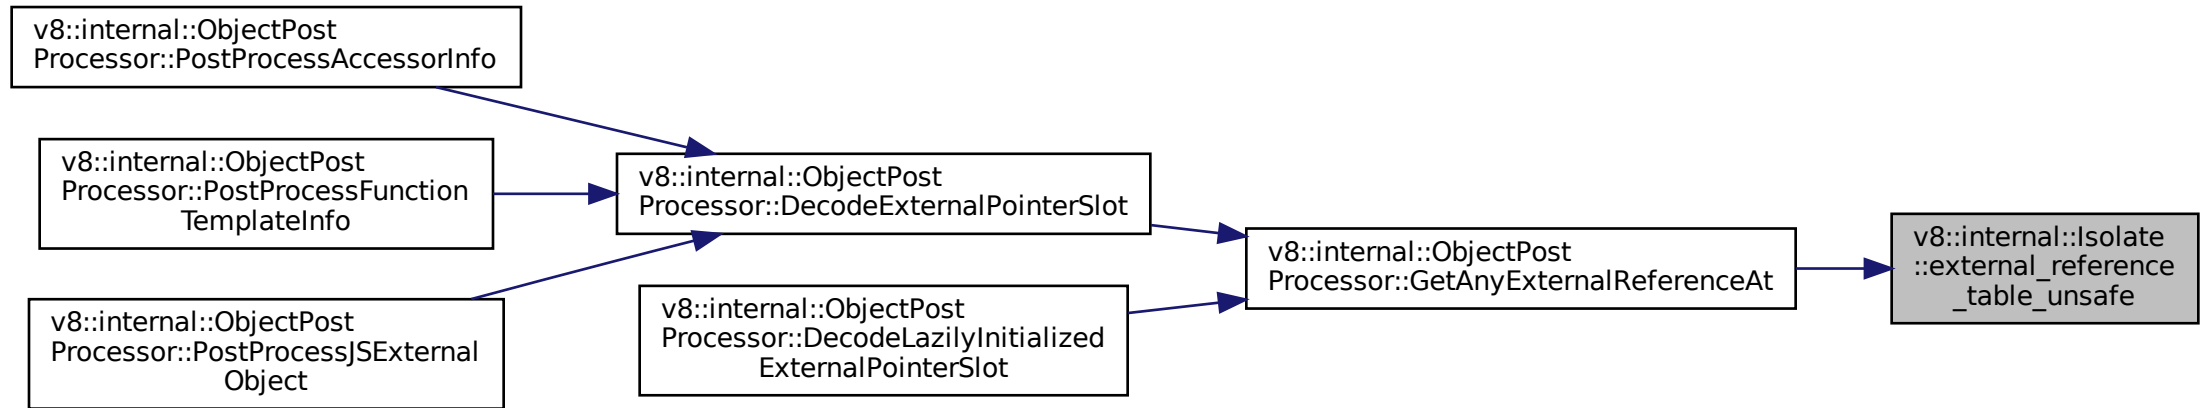 v8::internal::ObjectPost
Processor::PostProcessAccessorInfo
v8::internal::ObjectPost
Processor::PostProcessFunction
TemplateInfo
v8::internal::ObjectPost
Processor::PostProcessJSExternal
Object
v8::internal::ObjectPost
Processor::DecodeExternalPointerSlot
v8::internal::ObjectPost
Processor::DecodeLazilyInitialized
ExternalPointerSlot
v8::internal::ObjectPost
Processor::GetAnyExternalReferenceAt
v8::internal::Isolate
::external_reference
_table_unsafe